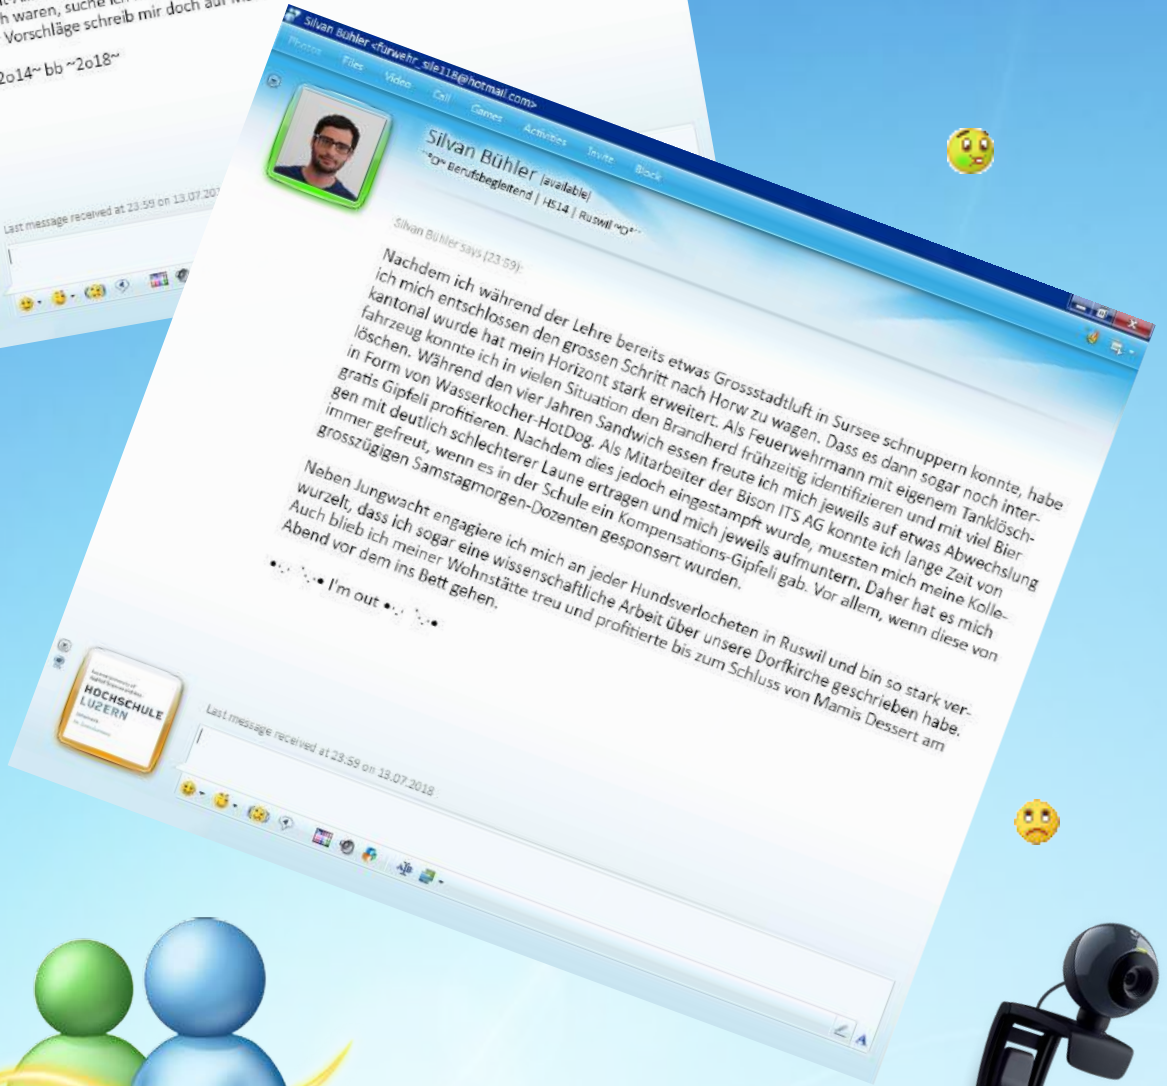 h waren, suche ich
Vorschläge schreib mir doch auf
2o14~ bb ~2o18~
Last message received at 23:59 on 13.07.20
Silvan Bühler <fürwehr_sile118@hotmail.com>
Photos Files Video Call Games Activities Invite Block
Silvan Bühler (available)
~°O~ Berufsbegleitend | HS14 | Ruswil ~O°~
Silvan Bühler says (23:59):
Nachdem ich während der Lehre bereits etwas Grossstadtluft in Sursee schnuppern konnte, habe
ich mich entschlossen den grossen Schritt nach Horw zu wagen. Dass es dann sogar noch inter-
kantonal wurde hat mein Horizont stark erweitert. Als Feuerwehrmann mit eigenem Tanklösch-
fahrzeug konnte ich in vielen Situation den Brandherd frühzeitig identifizieren und mit viel Bier
löschen. Während den vier Jahren Sandwich essen freute ich mich jeweils auf etwas Abwechslung
in Form von Wasserkocher-HotDog. Als Mitarbeiter der Bison ITS AG konnte ich lange Zeit von
gratis Gipfeli profitieren. Nachdem dies jedoch eingestampft wurde, mussten mich meine Kolle-
gen mit deutlich schlechterer Laune ertragen und mich jeweils aufmuntern. Daher hat es mich
immer gefreut, wenn es in der Schule ein Kompensations-Gipfeli gab. Vor allem, wenn diese von
grosszügigen Samstagmorgen-Dozenten gesponsert wurden.
Neben Jungwacht engagiere ich mich an jeder Hundsverlocheten in Ruswil und bin so stark ver-
wurzelt, dass ich sogar eine wissenschaftliche Arbeit über unsere Dorfkirche geschrieben habe.
Auch blieb ich meiner Wohnstätte treu und profitierte bis zum Schluss von Mamis Dessert am
Abend vor dem ins Bett gehen.
•.¸.·´¯`·.¸.• I'm out •.¸.·´¯`·.¸.•
HOCHSCHULE
LUZERN
Last message received at 23:59 on 13.07.2018